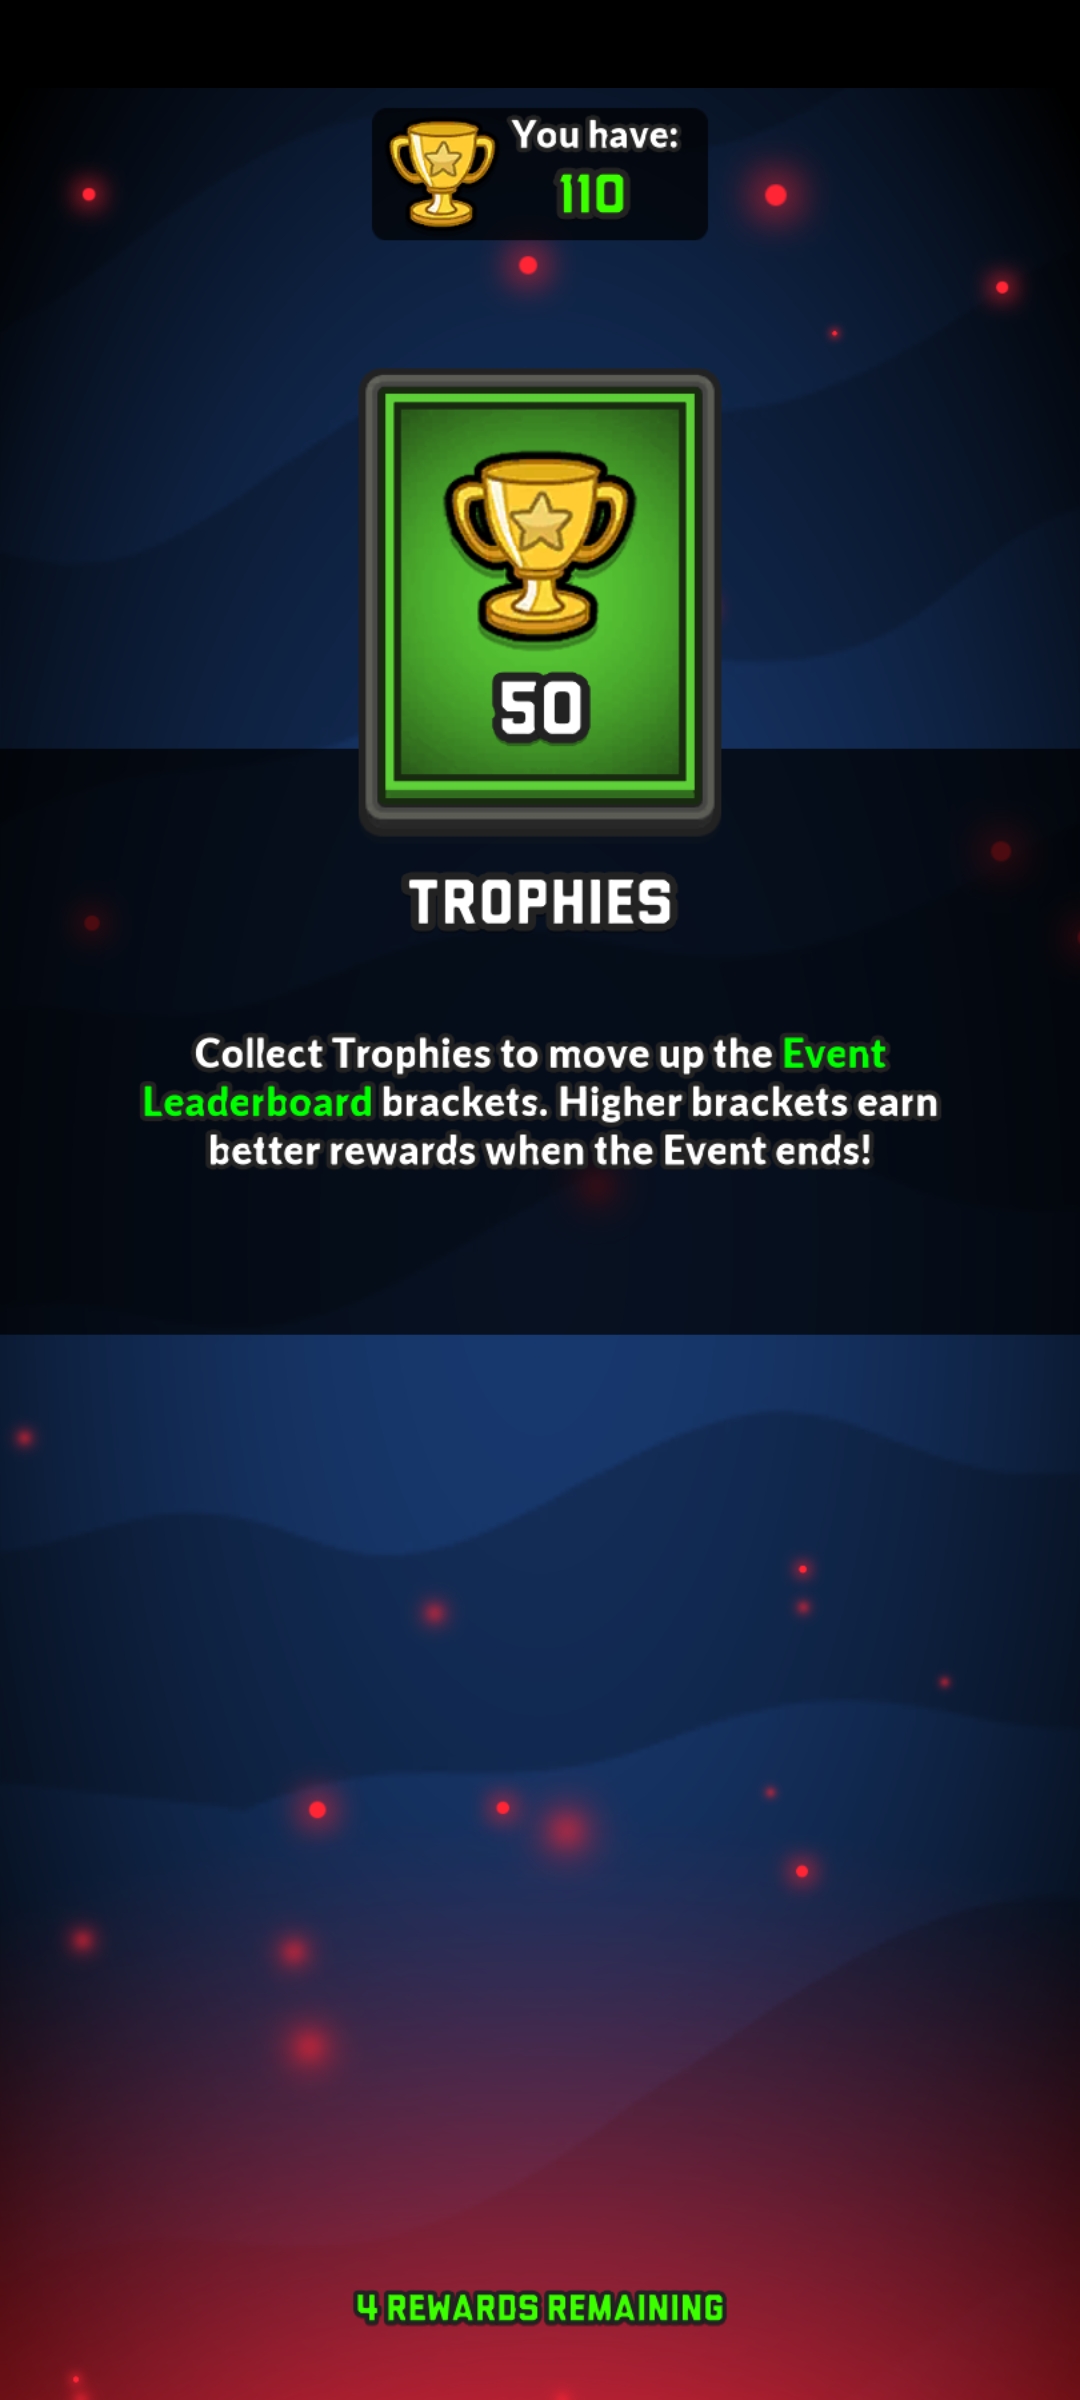 You have:
110
50
TROPHIES
Collect Trophies to move up the Event
Leaderboard brackets. Higher brackets earn
better rewards when the Event ends!
4 REWARDS REMAINING